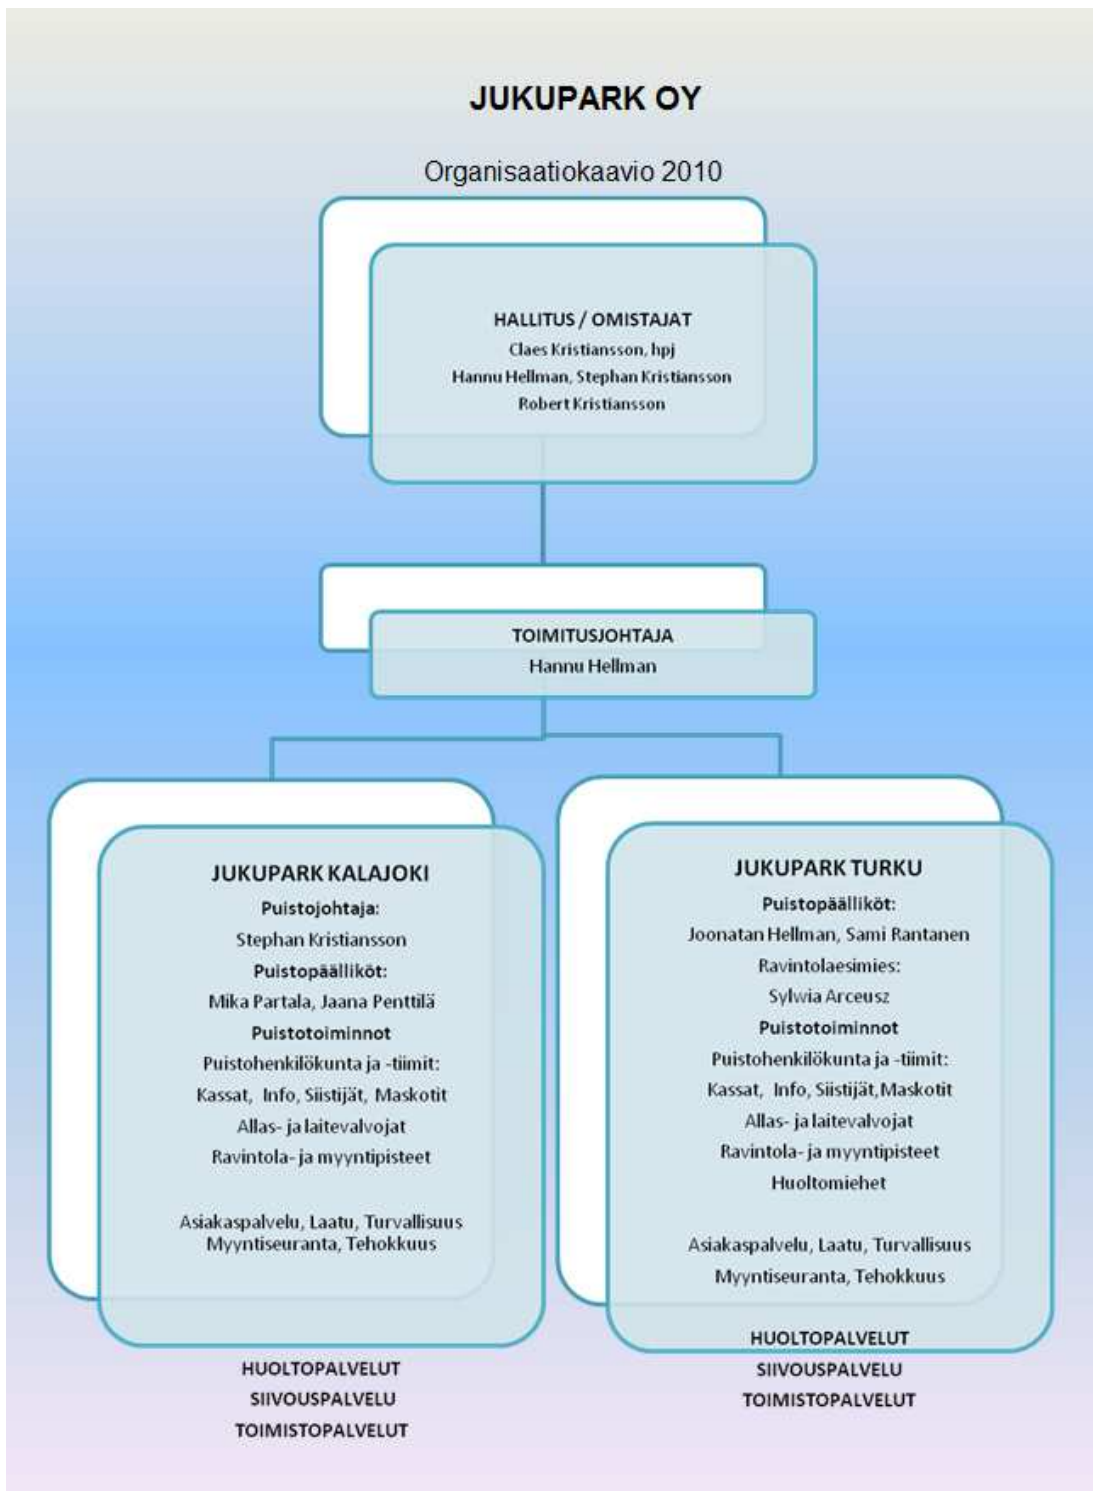 JUKUPARK OY
Organisaatiokaavio 2010
HALLITUS / OMISTAJAT
Claes Kristiansson, hpj
Hannu Hellman, Stephan Kristiansson
Robert Kristiansson
TOIMITUSJOHTAJA
Hannu Hellman
JUKUPARK KALAJOKI
Puistojohtaja:
Stephan Kristiansson
Puistopäälliköt:
Mika Partala, Jaana Penttilä
Puistotoiminnot
Puistohenkilökunta ja -tiimit:
Kassat, Info, Siistijät, Maskotit
Allas- ja laitevalvojat
Ravintola- ja myyntipisteet
Asiakaspalvelu, Laatu, Turvallisuus
Myyntiseuranta, Tehokkuus
HUOLTOPALVELUT
SIIVOUSPALVELU
TOIMISTOPALVELUT
JUKUPARK TURKU
Puistopäälliköt:
Joonatan Hellman, Sami Rantanen
Ravintolaesimies:
Sylwia Arceusz
Puistotoiminnot
Puistohenkilökunta ja -tiimit:
Kassat, Info, Siistijät, Maskotit
Allas- ja laitevalvojat
Ravintola- ja myyntipisteet
Huoltomiehet
Asiakaspalvelu, Laatu, Turvallisuus
Myyntiseuranta, Tehokkuus
HUOLTOPALVELUT
SIIVOUSPALVELU
TOIMISTOPALVELUT